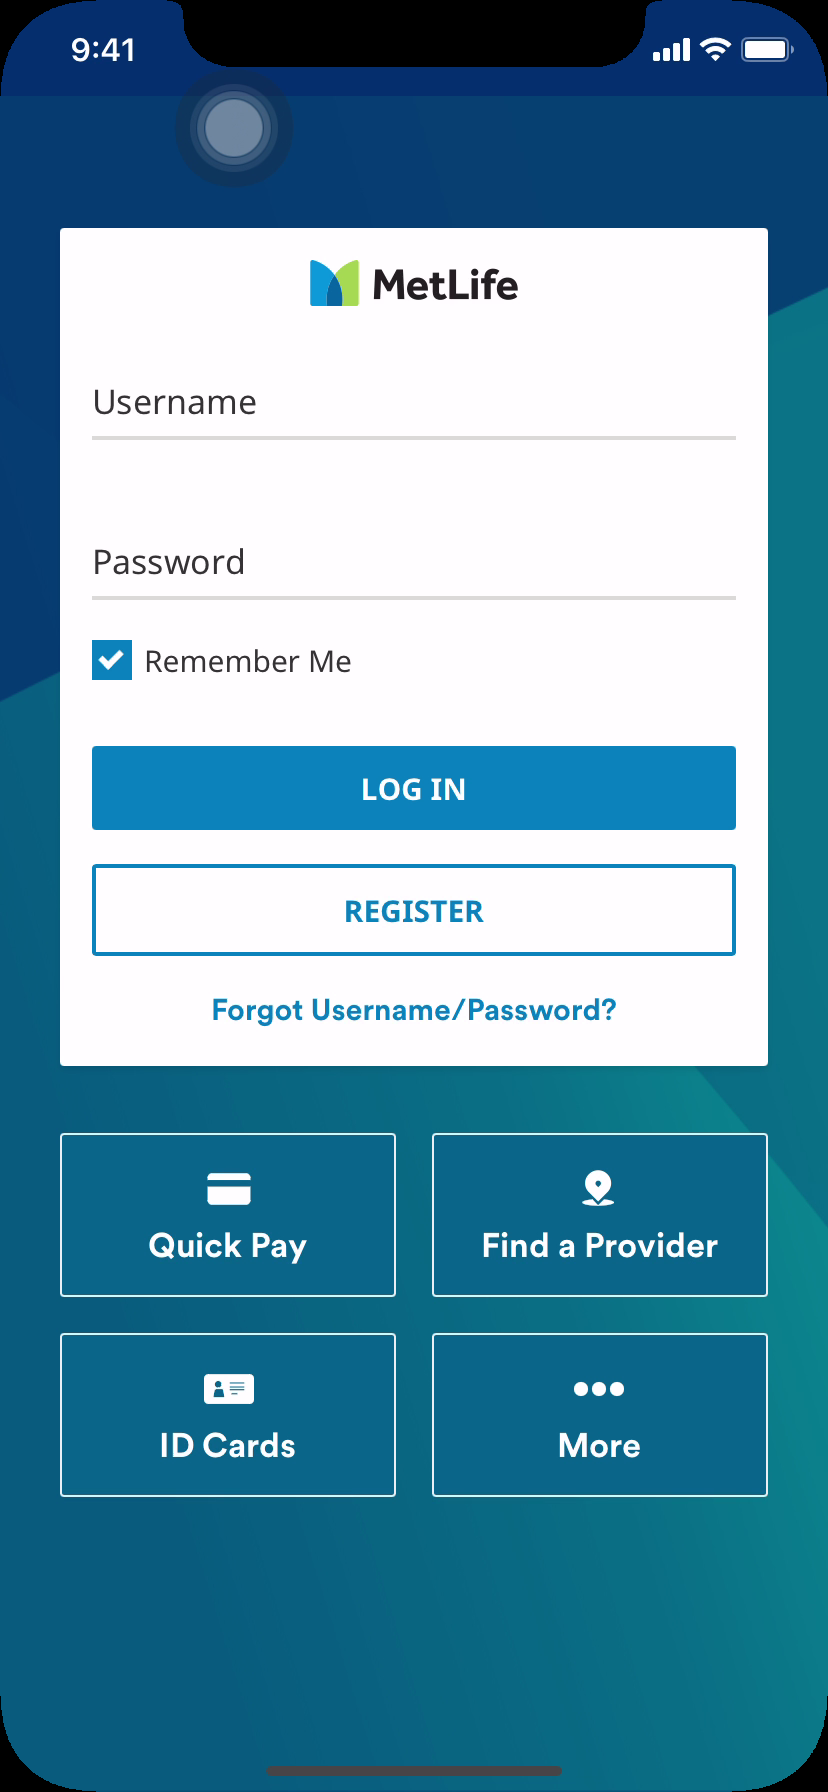 9:41
MetLife
Username
Password
Remember Me
LOG IN
REGISTER
Forgot Username/Password?
Quick Pay
Find a Provider
ID Cards
More